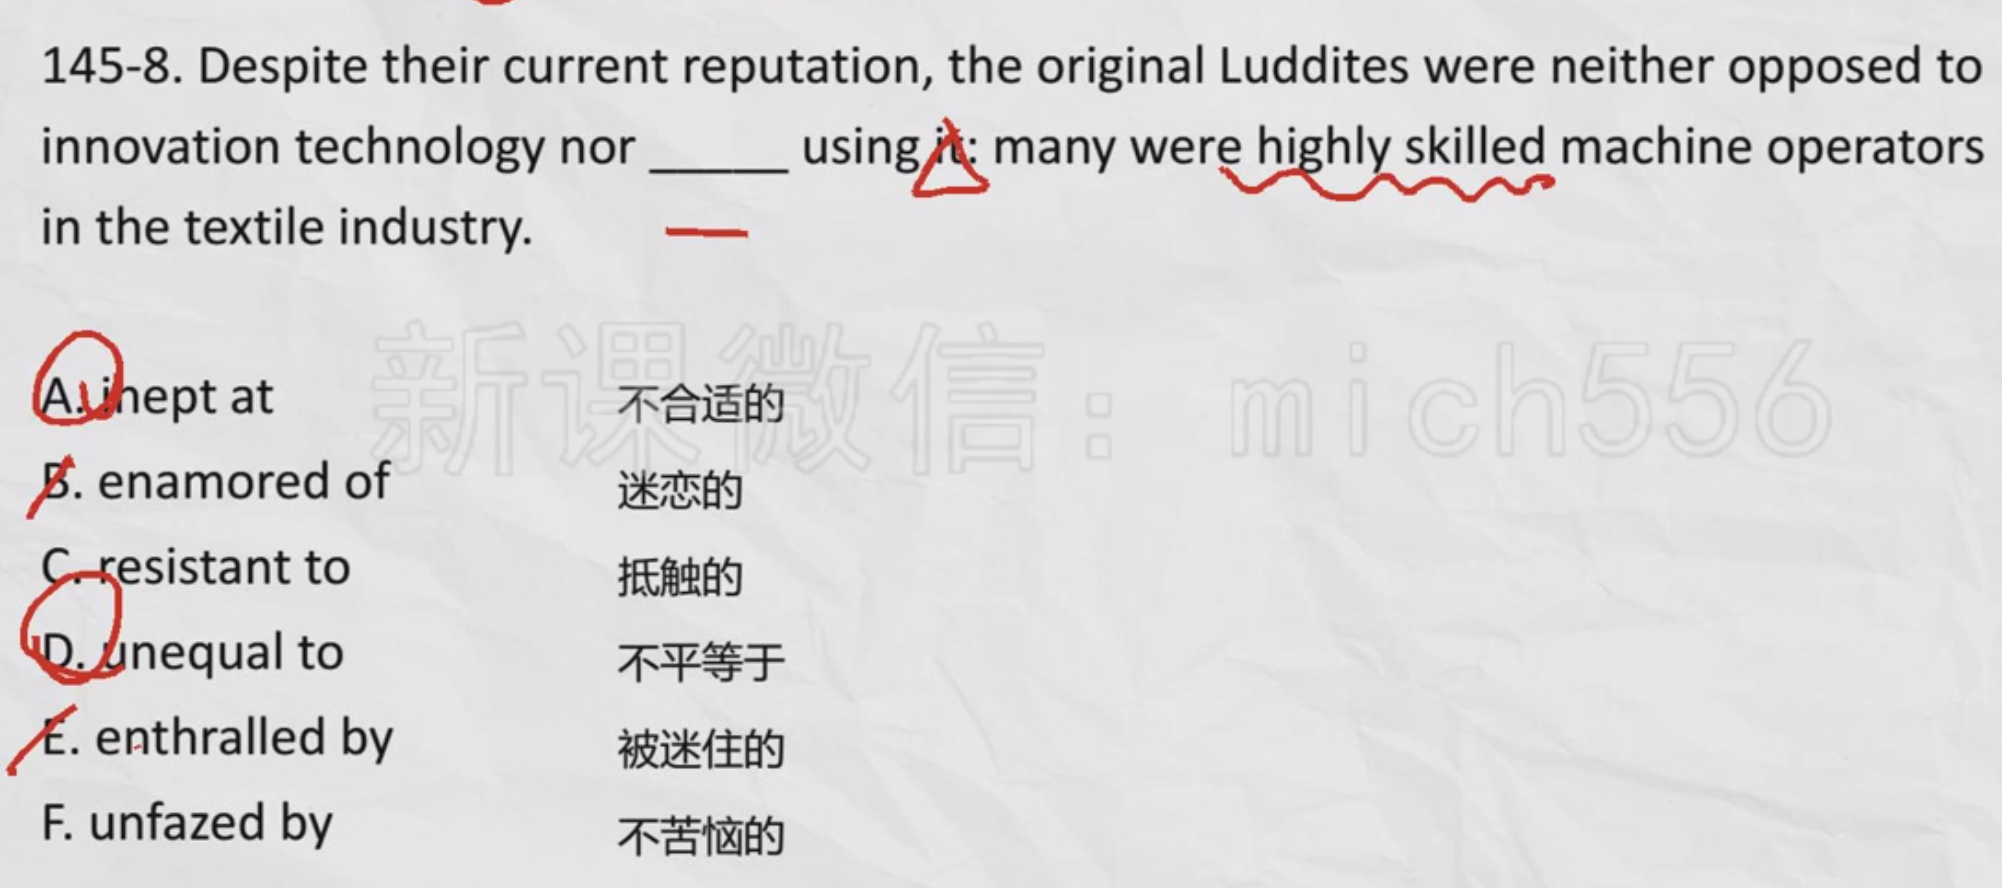 145-8. Despite their current reputation, the original Luddites were neither opposed to
innovation technology nor _____ using it: many were highly skilled machine operators
in the textile industry.
新课微信：mich556
A. inept at 不合适的
B. enamored of 迷恋的
C. resistant to 抵触的
D. unequal to 不平等于
E. enthralled by 被迷住的
F. unfazed by 不苦恼的